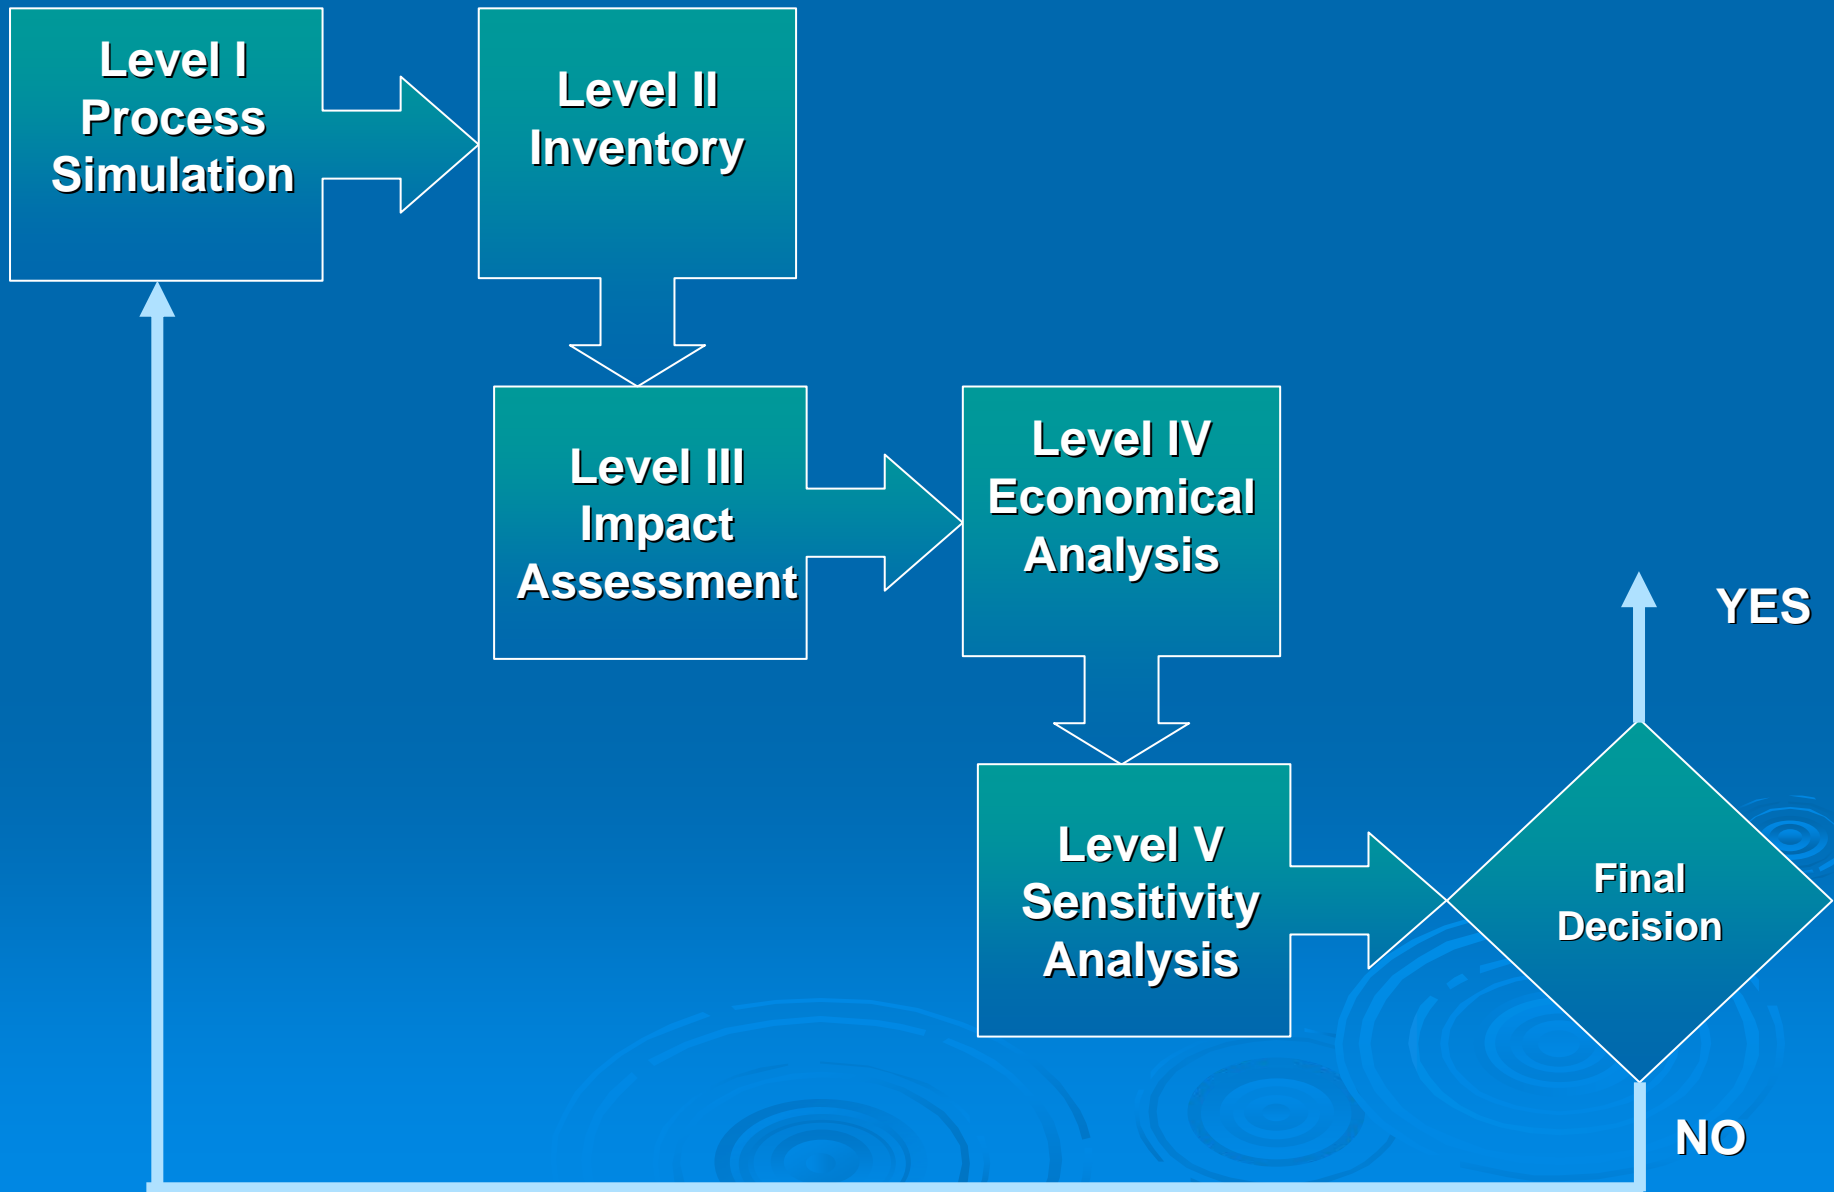 Level I
Process
Simulation
Level II
Inventory
Level III
Impact
Assessment
Level IV
Economical
Analysis
Level V
Sensitivity
Analysis
Final
Decision
YES
NO